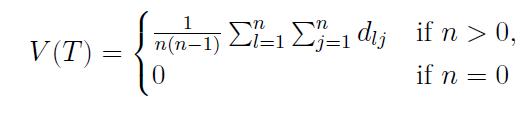 V(T) = { 1/(n(n−1)) ∑_{l=1}^{n} ∑_{j=1}^{n} d_{lj} if n > 0,
0 if n = 0